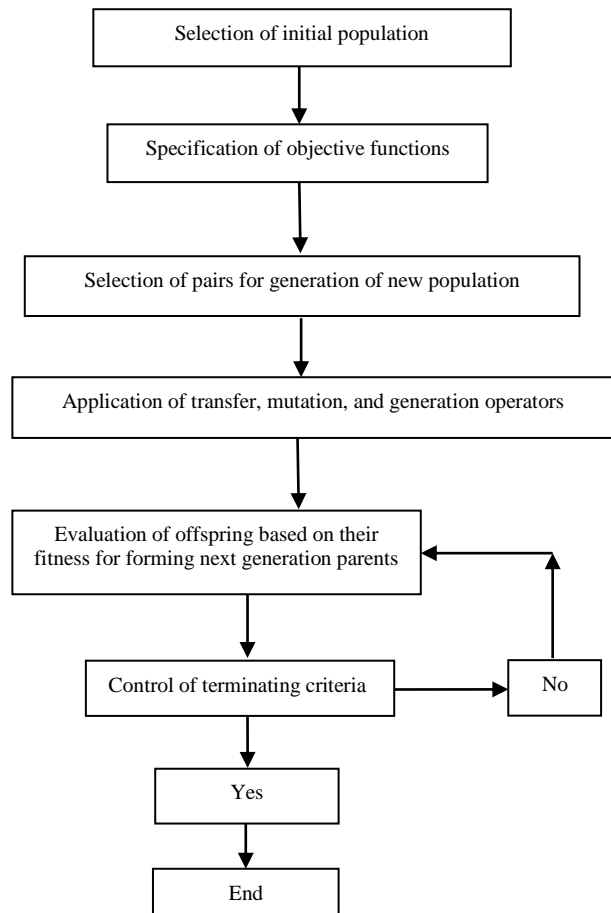 Selection of initial population
Specification of objective functions
Selection of pairs for generation of new population
Application of transfer, mutation, and generation operators
Evaluation of offspring based on their
fitness for forming next generation parents
Control of terminating criteria
No
Yes
End